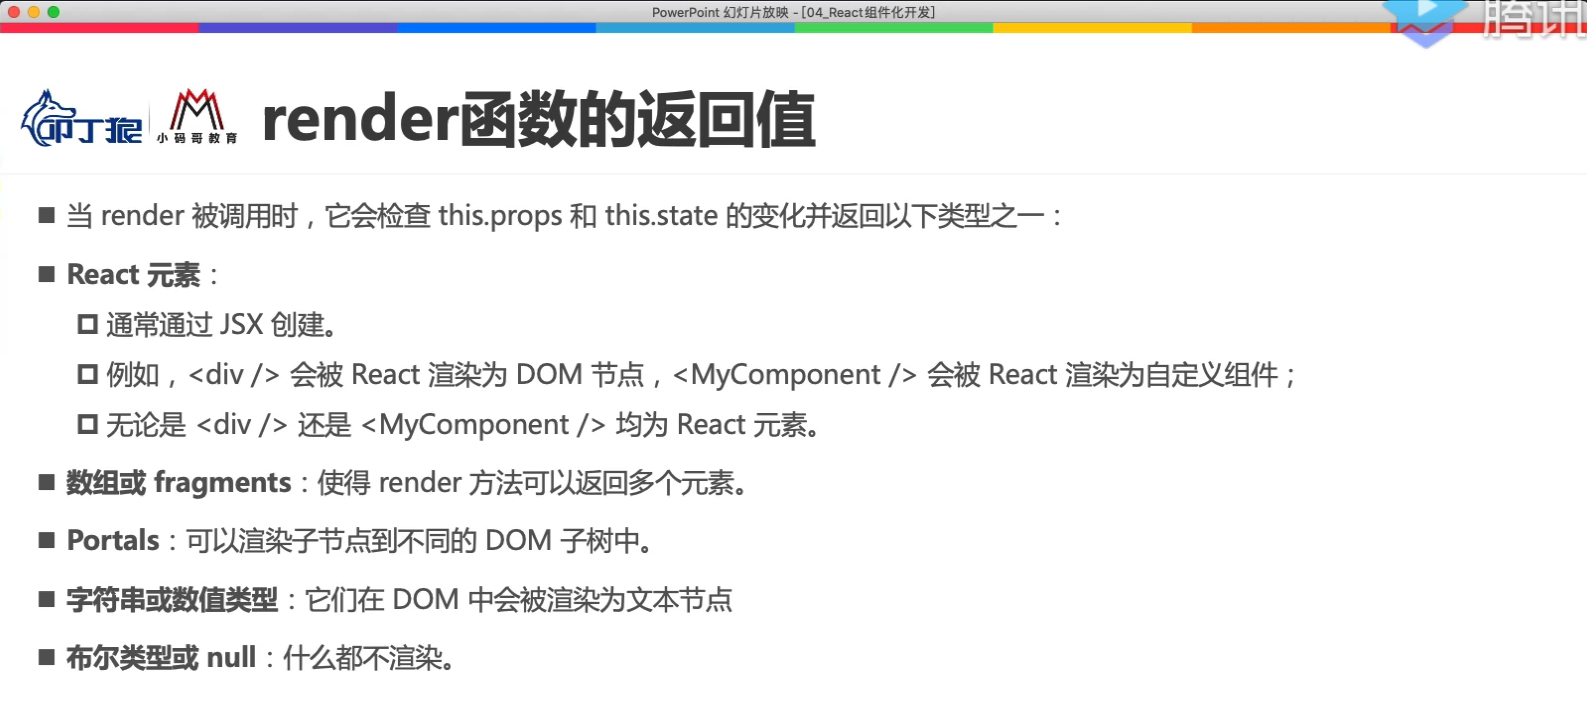 PowerPoint 幻灯片放映 - [04_React组件化开发]
腾讯
叩丁狼
小码哥教育
render函数的返回值
■ 当 render 被调用时，它会检查 this.props 和 this.state 的变化并返回以下类型之一：
■ React 元素：
通常通过 JSX 创建。
例如，<div /> 会被 React 渲染为 DOM 节点，<MyComponent /> 会被 React 渲染为自定义组件；
无论是 <div /> 还是 <MyComponent /> 均为 React 元素。
■ 数组或 fragments：使得 render 方法可以返回多个元素。
■ Portals：可以渲染子节点到不同的 DOM 子树中。
■ 字符串或数值类型：它们在 DOM 中会被渲染为文本节点
■ 布尔类型或 null：什么都不渲染。